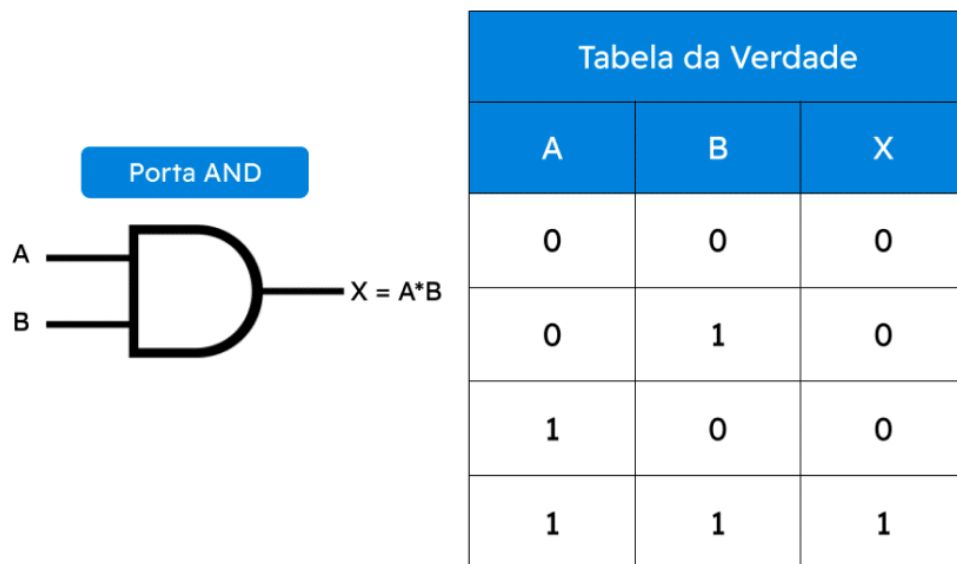 Porta AND
A
B
X = A*B
Tabela da Verdade
A B X
0 0 0
0 1 0
1 0 0
1 1 1